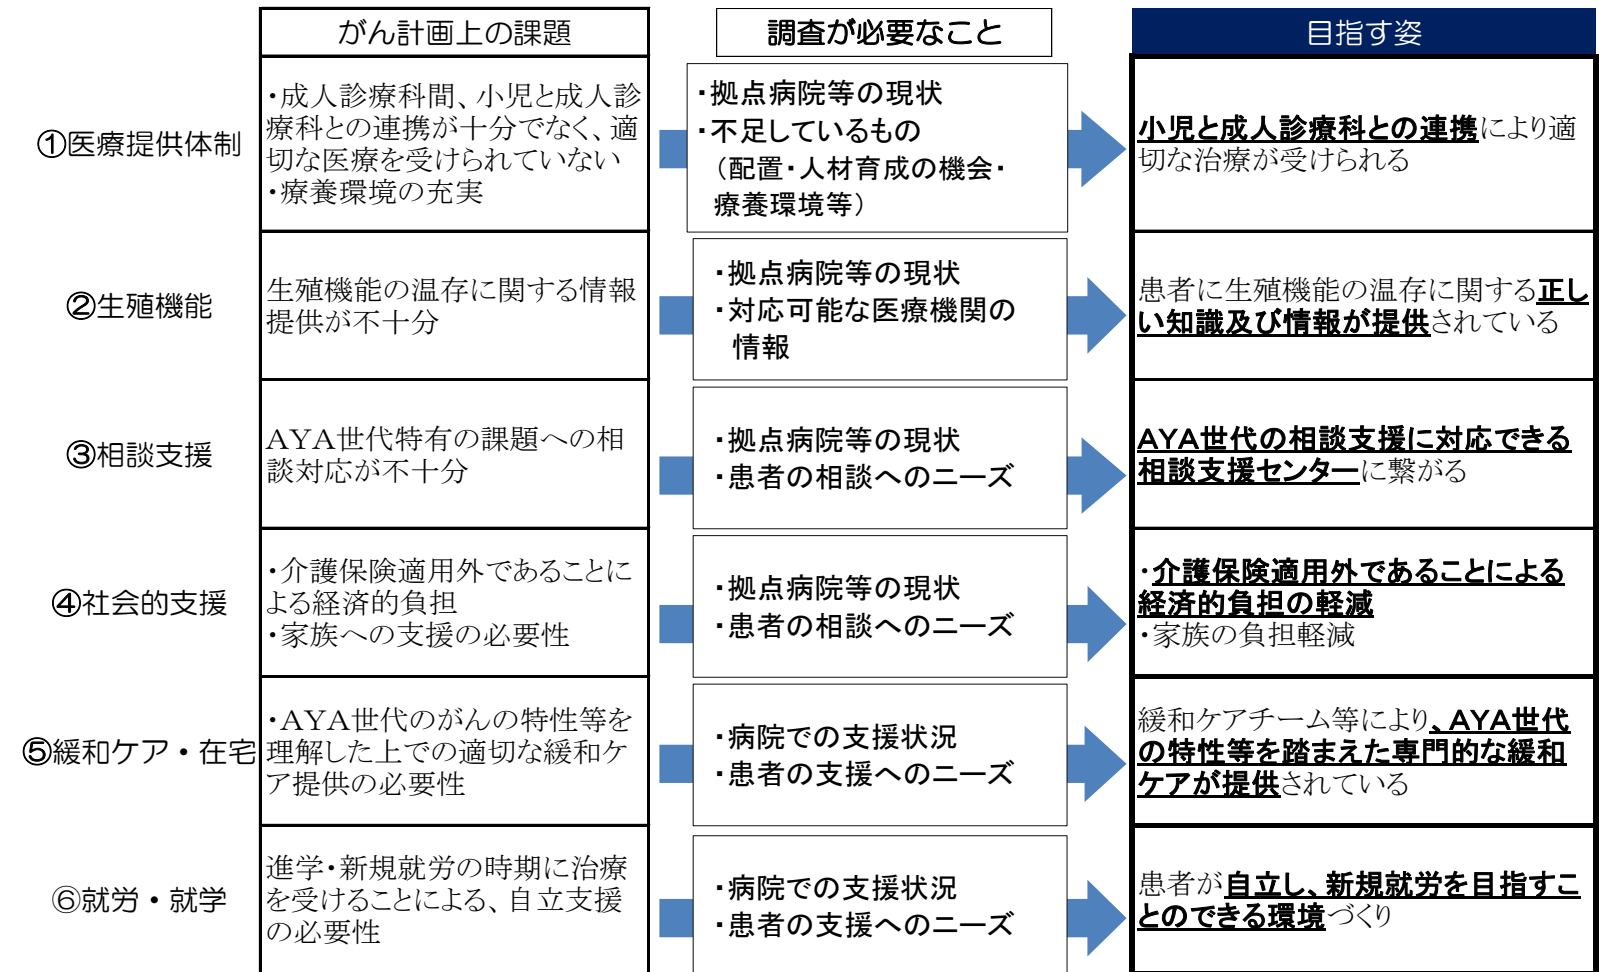 がん計画上の課題
調査が必要なこと
目指す姿
①医療提供体制
・成人診療科間、小児と成人診
療科との連携が十分でなく、適
切な医療を受けられていない
・療養環境の充実
・拠点病院等の現状
・不足しているもの
（配置・人材育成の機会・
療養環境等）
小児と成人診療科との連携により適
切な治療が受けられる
②生殖機能
生殖機能の温存に関する情報
提供が不十分
・拠点病院等の現状
・対応可能な医療機関の
情報
患者に生殖機能の温存に関する正し
い知識及び情報が提供されている
③相談支援
AYA世代特有の課題への相
談対応が不十分
・拠点病院等の現状
・患者の相談へのニーズ
AYA世代の相談支援に対応できる
相談支援センターに繋がる
④社会的支援
・介護保険適用外であることに
よる経済的負担
・家族への支援の必要性
・拠点病院等の現状
・患者の相談へのニーズ
・介護保険適用外であることによる
経済的負担の軽減
・家族の負担軽減
⑤緩和ケア・在宅
・AYA世代のがんの特性等を
理解した上での適切な緩和ケ
ア提供の必要性
・病院での支援状況
・患者の支援へのニーズ
緩和ケアチーム等により、AYA世代
の特性等を踏まえた専門的な緩和
ケアが提供されている
⑥就労・就学
進学・新規就労の時期に治療
を受けることによる、自立支援
の必要性
・病院での支援状況
・患者の支援へのニーズ
患者が自立し、新規就労を目指すこ
とのできる環境づくり